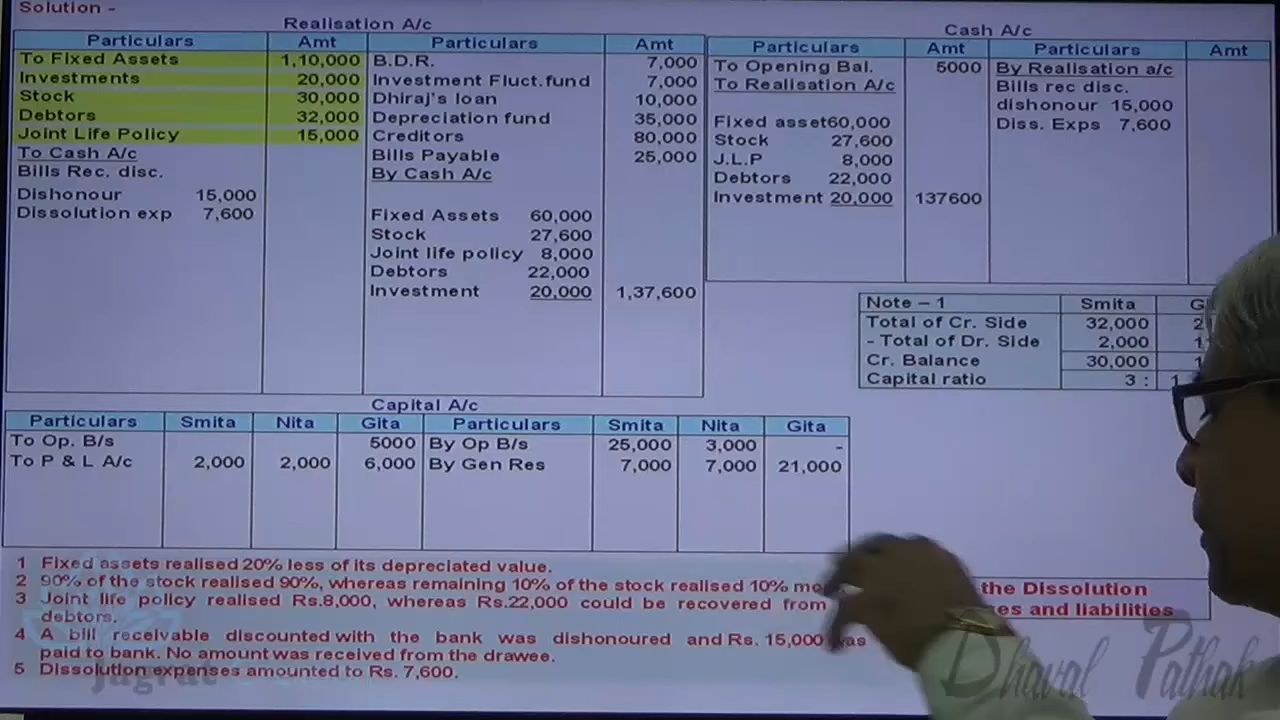 Solution -
Realisation A/c
Particulars Amt Particulars Amt
To Fixed Assets 1,10,000 B.D.R. 7,000
Investments 20,000 Investment Fluct.fund 7,000
Stock 30,000 Dhiraj's loan 10,000
Debtors 32,000 Depreciation fund 35,000
Joint Life Policy 15,000 Creditors 80,000
To Cash A/c Bills Payable 25,000
Bills Rec. disc. By Cash A/c
Dishonour 15,000
Dissolution exp 7,600 Fixed Assets 60,000
Stock 27,600
Joint life policy 8,000
Debtors 22,000
Investment 20,000 1,37,600
Cash A/c
Particulars Amt Particulars Amt
To Opening Bal. 5000 By Realisation a/c
To Realisation A/c Bills rec disc.
dishonour 15,000
Fixed asset60,000 Diss. Exps 7,600
Stock 27,600
J.L.P 8,000
Debtors 22,000
Investment 20,000 137600
Note – 1 Smita G
Total of Cr. Side 32,000 2
- Total of Dr. Side 2,000 1
Cr. Balance 30,000 1
Capital ratio 3 : 1
Capital A/c
Particulars Smita Nita Gita Particulars Smita Nita Gita
To Op. B/s 5000 By Op B/s 25,000 3,000 -
To P & L A/c 2,000 2,000 6,000 By Gen Res 7,000 7,000 21,000
1 Fixed assets realised 20% less of its depreciated value.
2 90% of the stock realised 90%, whereas remaining 10% of the stock realised 10% mo
3 Joint life policy realised Rs.8,000, whereas Rs.22,000 could be recovered from
debtors.
4 A bill receivable discounted with the bank was dishonoured and Rs. 15,000 was
paid to bank. No amount was received from the drawee.
5 Dissolution expenses amounted to Rs. 7,600.
the Dissolution
es and liabilities
Dhaval Pathak